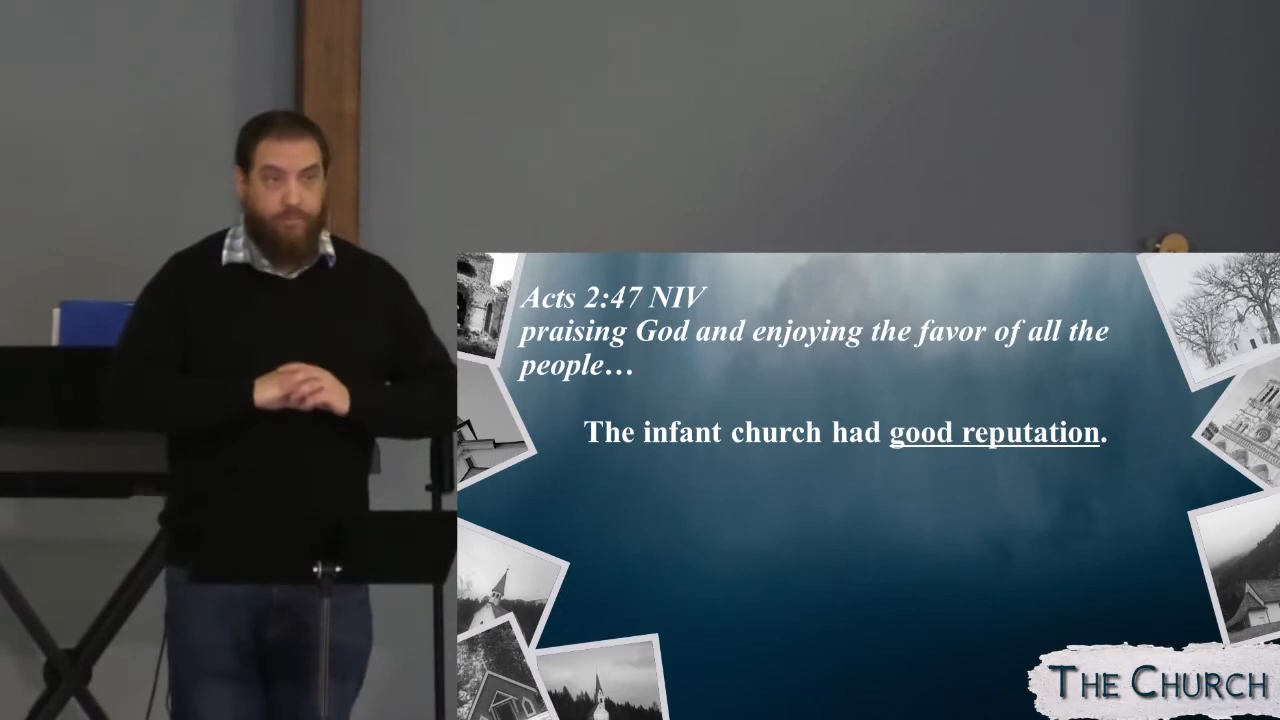 Acts 2:47 NIV
praising God and enjoying the favor of all the
people…
The infant church had good reputation.
THE CHURCH